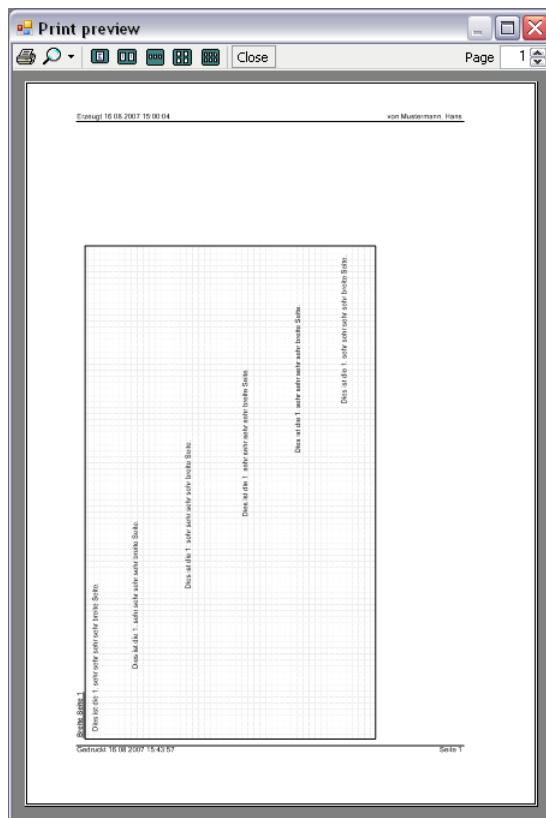 Print preview
Close
Page 1
Erzeugt 16.08.2007 15:00:04 von Mustermann, Hans
Breite Seite 1
Dies ist die 1. sehr sehr sehr sehr breite Seite.
Dies ist die 1. sehr sehr sehr sehr breite Seite.
Dies ist die 1. sehr sehr sehr sehr breite Seite.
Dies ist die 1. sehr sehr sehr sehr breite Seite.
Dies ist die 1. sehr sehr sehr sehr breite Seite.
Dies ist die 1. sehr sehr sehr sehr breite Seite.
Gedruckt 16.08.2007 15:43:57 Seite 1